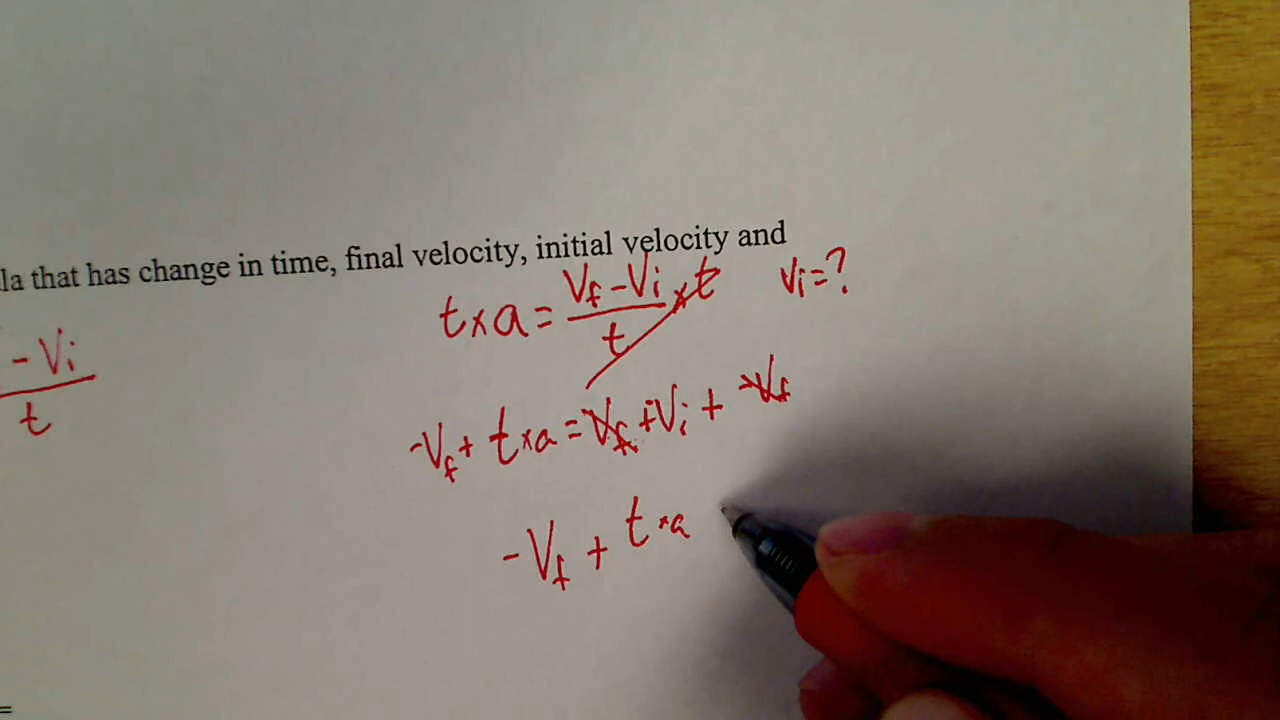 la that has change in time, final velocity, initial velocity and
t×a = (Vf - Vi)/t × t   Vi = ?
- Vi
t
-Vf + t×a = Vf + Vi + -Vf
-Vf + t×a
=